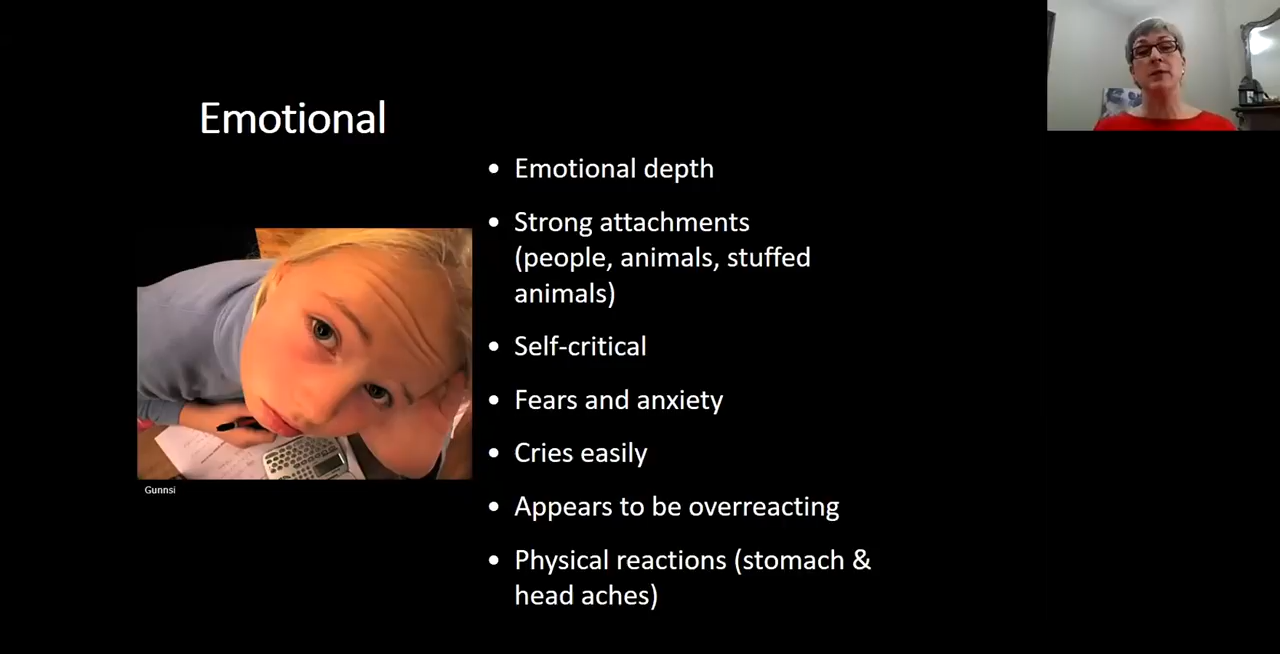 Emotional
• Emotional depth
• Strong attachments
(people, animals, stuffed
animals)
• Self-critical
• Fears and anxiety
• Cries easily
• Appears to be overreacting
• Physical reactions (stomach &
head aches)
Gunnsi